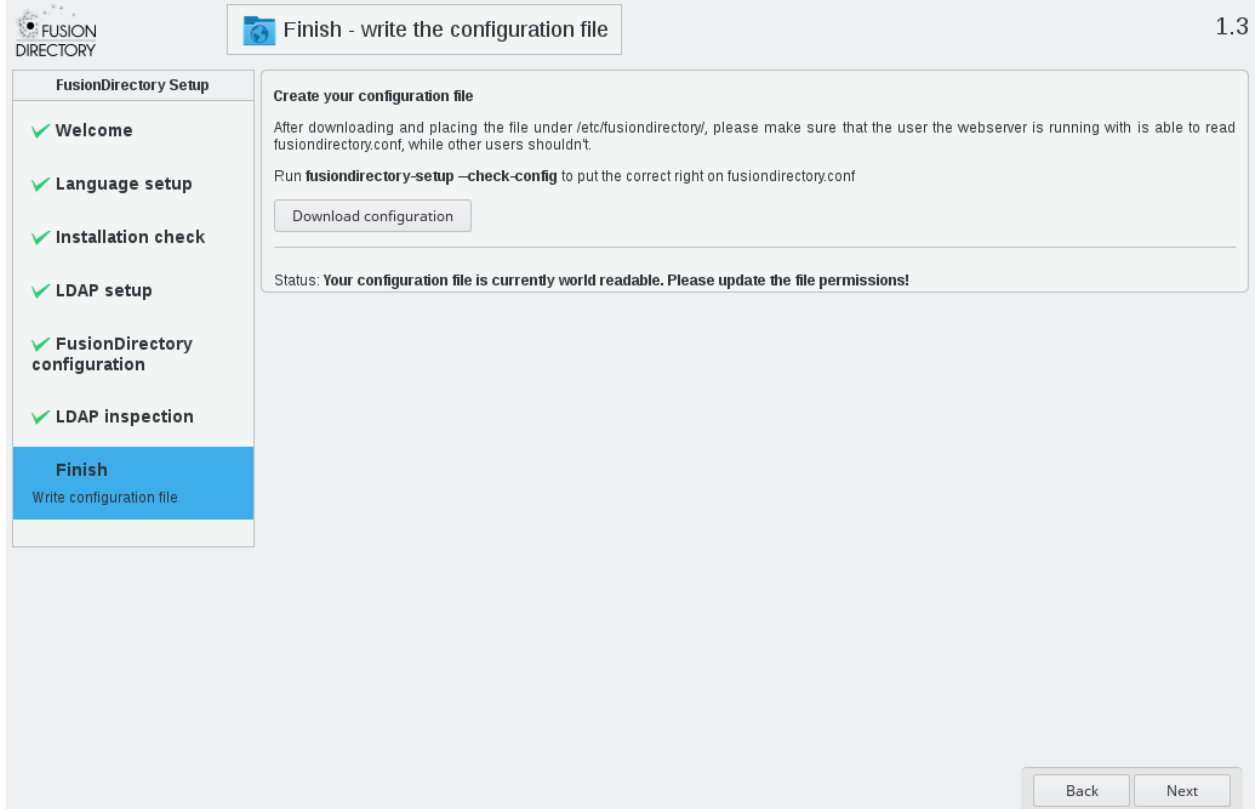 FUSION
DIRECTORY
Finish - write the configuration file
1.3
FusionDirectory Setup
Welcome
Language setup
Installation check
LDAP setup
FusionDirectory
configuration
LDAP inspection
Finish
Write configuration file
Create your configuration file
After downloading and placing the file under /etc/fusiondirectory/, please make sure that the user the webserver is running with is able to read
fusiondirectory.conf, while other users shouldn't.
Run fusiondirectory-setup –check-config to put the correct right on fusiondirectory.conf
Download configuration
Status: Your configuration file is currently world readable. Please update the file permissions!
Back
Next